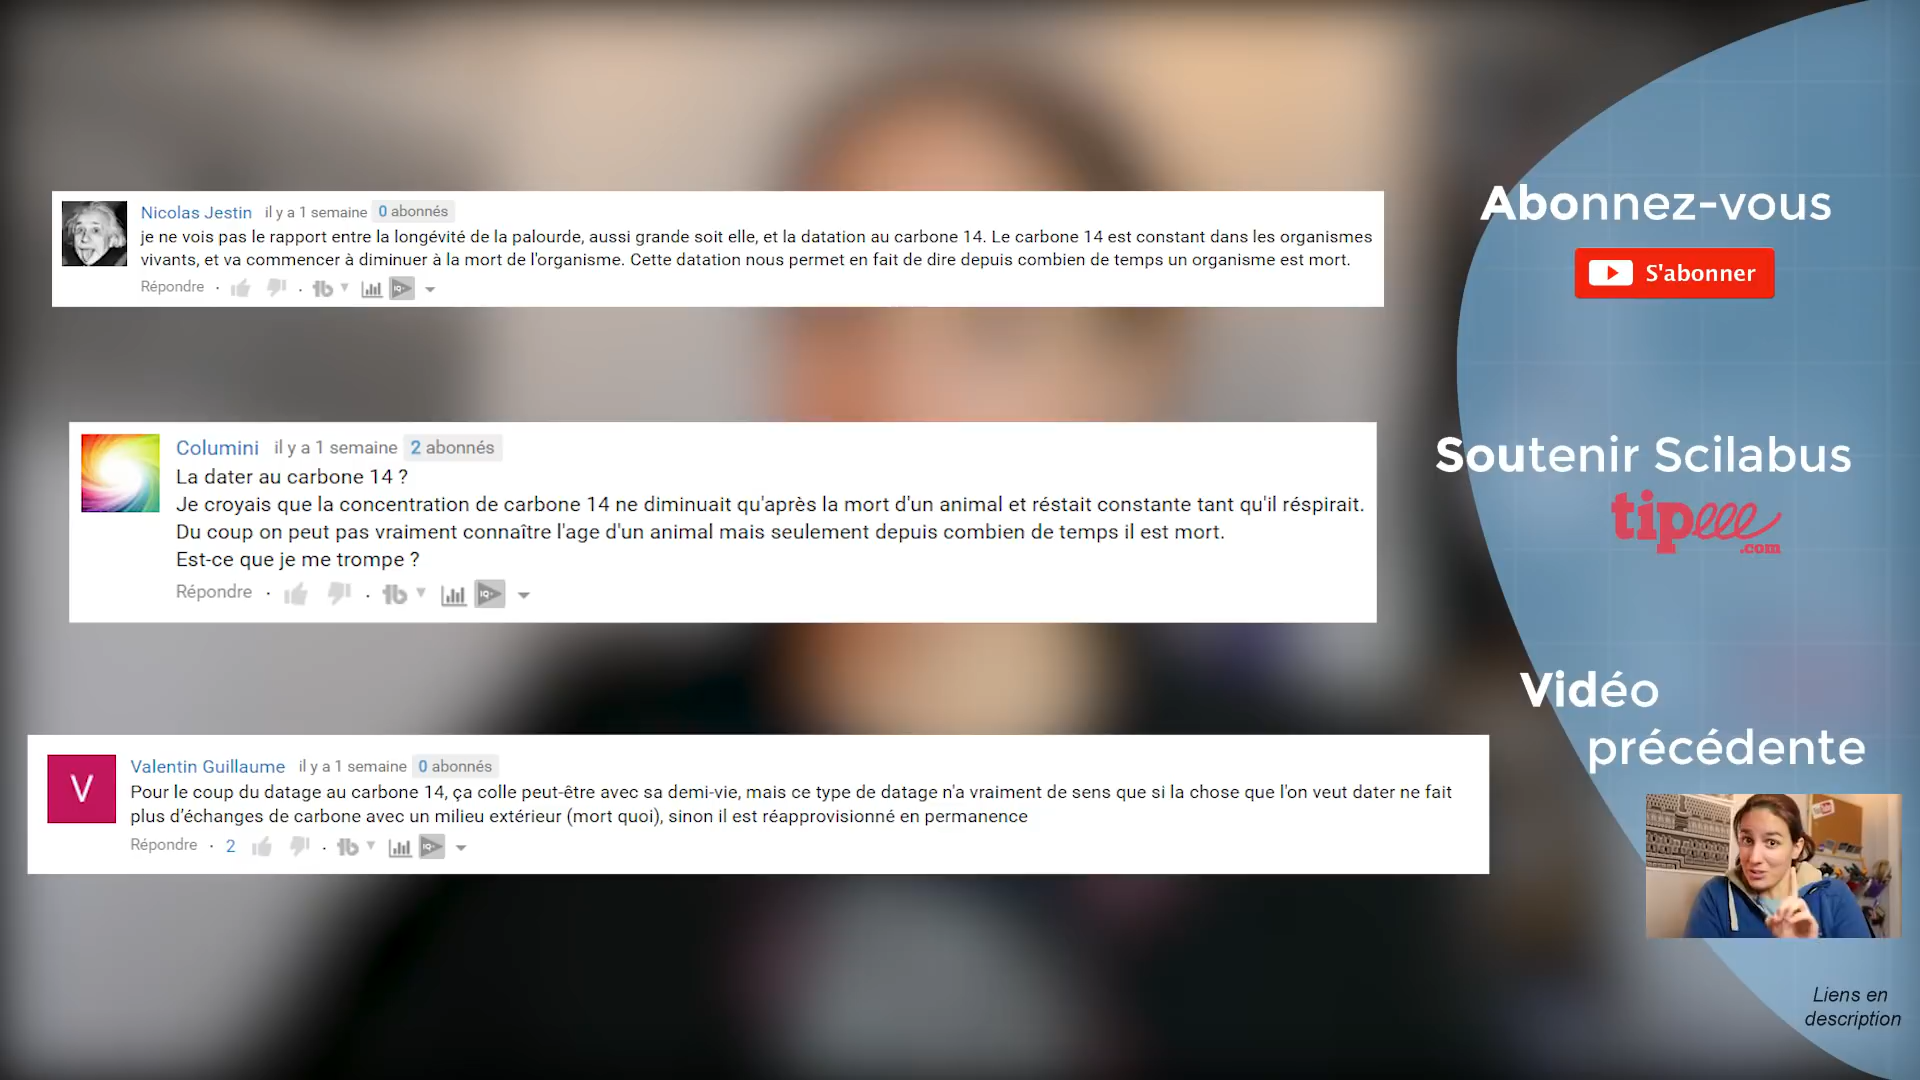 Nicolas Jestin il y a 1 semaine 0 abonnés
je ne vois pas le rapport entre la longévité de la palourde, aussi grande soit elle, et la datation au carbone 14. Le carbone 14 est constant dans les organismes
vivants, et va commencer à diminuer à la mort de l'organisme. Cette datation nous permet en fait de dire depuis combien de temps un organisme est mort.
Répondre ·
Columini il y a 1 semaine 2 abonnés
La dater au carbone 14 ?
Je croyais que la concentration de carbone 14 ne diminuait qu'après la mort d'un animal et réstait constante tant qu'il réspirait.
Du coup on peut pas vraiment connaître l'age d'un animal mais seulement depuis combien de temps il est mort.
Est-ce que je me trompe ?
Répondre ·
V
Valentin Guillaume il y a 1 semaine 0 abonnés
Pour le coup du datage au carbone 14, ça colle peut-être avec sa demi-vie, mais ce type de datage n'a vraiment de sens que si la chose que l'on veut dater ne fait
plus d'échanges de carbone avec un milieu extérieur (mort quoi), sinon il est réapprovisionné en permanence
Répondre · 2
Abonnez-vous
S'abonner
Soutenir Scilabus
tipeee
.com
Vidéo
précédente
Liens en
description